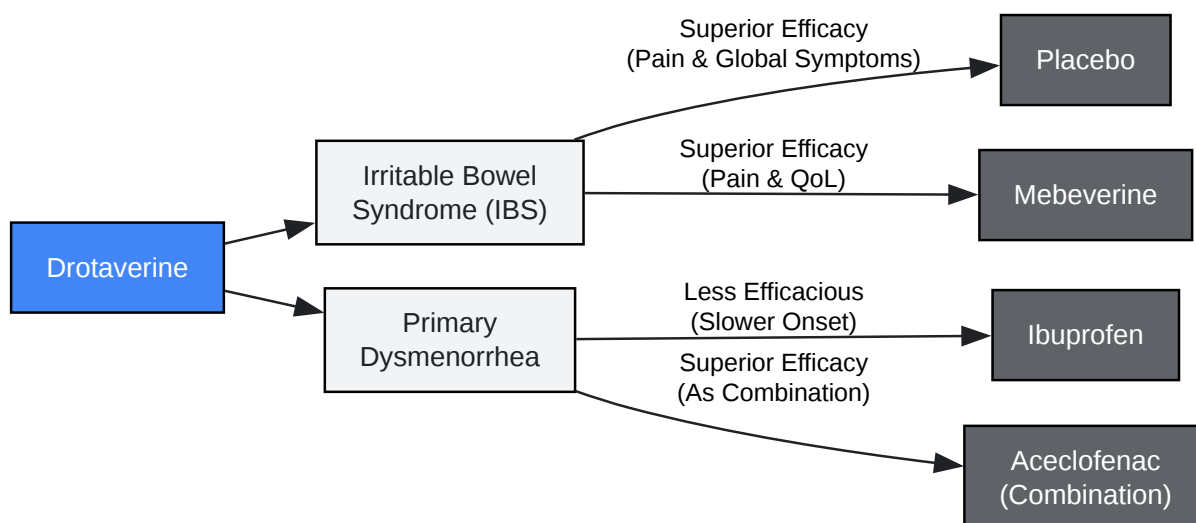 Superior Efficacy
(Pain & Global Symptoms)
Placebo
Irritable Bowel
Syndrome (IBS)
Superior Efficacy
(Pain & QoL)
Mebeverine
Drotaverine
Primary
Dysmenorrhea
Less Efficacious
(Slower Onset)
Ibuprofen
Superior Efficacy
(As Combination)
Aceclofenac
(Combination)